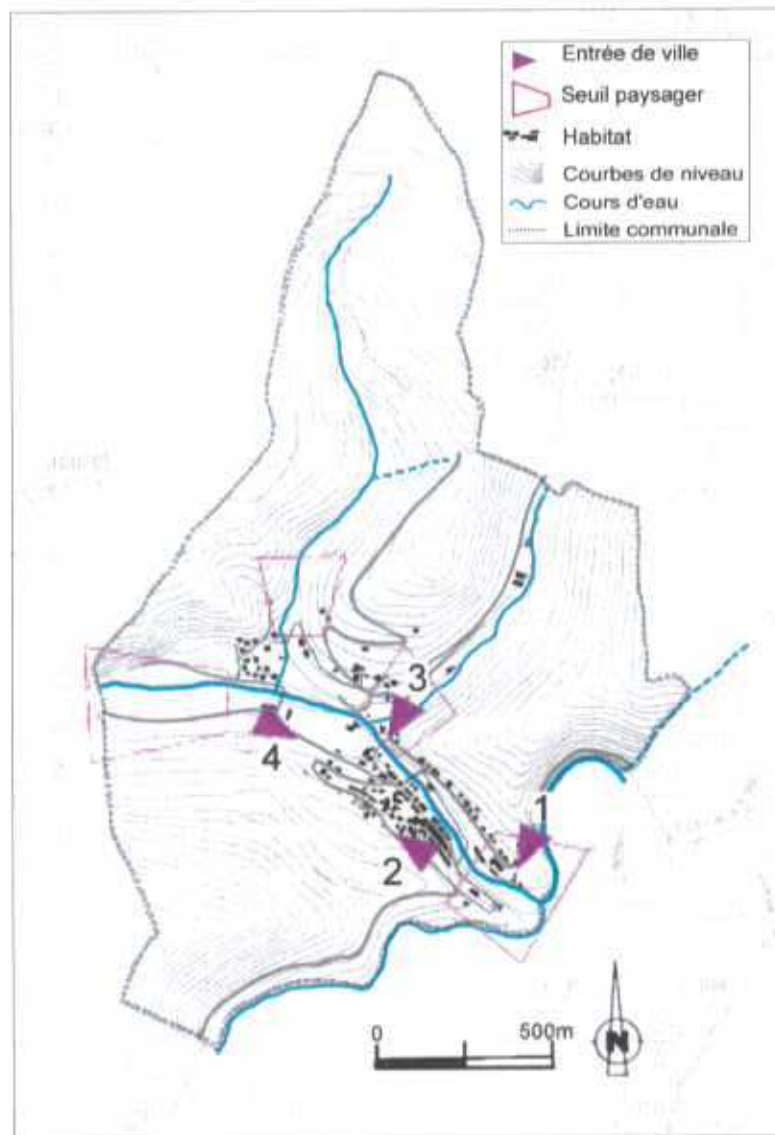 Entrée de ville
Seuil paysager
Habitat
Courbes de niveau
Cours d'eau
Limite communale
3
4
1
2
0
500m
N